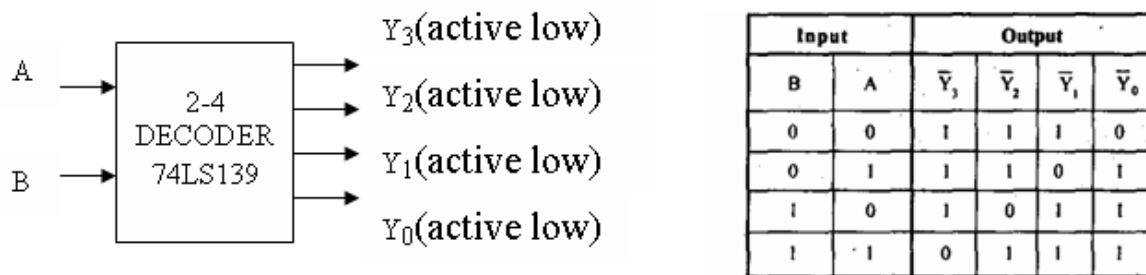 A
B
2-4
DECODER
74LS139
Y₃(active low)
Y₂(active low)
Y₁(active low)
Y₀(active low)
Input Output
B A Y̅₃ Y̅₂ Y̅₁ Y̅₀
0 0 1 1 1 0
0 1 1 1 0 1
1 0 1 0 1 1
1 1 0 1 1 1